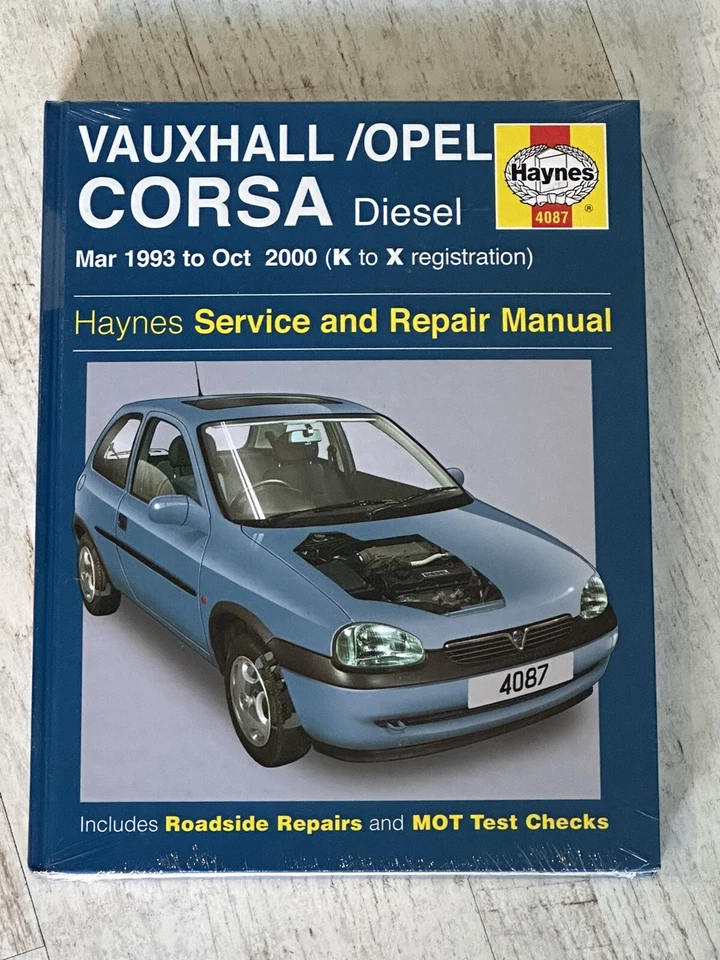 VAUXHALL /OPEL
CORSA Diesel
Haynes
4087
®
Mar 1993 to Oct 2000 (K to X registration)
Haynes Service and Repair Manual
4087
Includes Roadside Repairs and MOT Test Checks